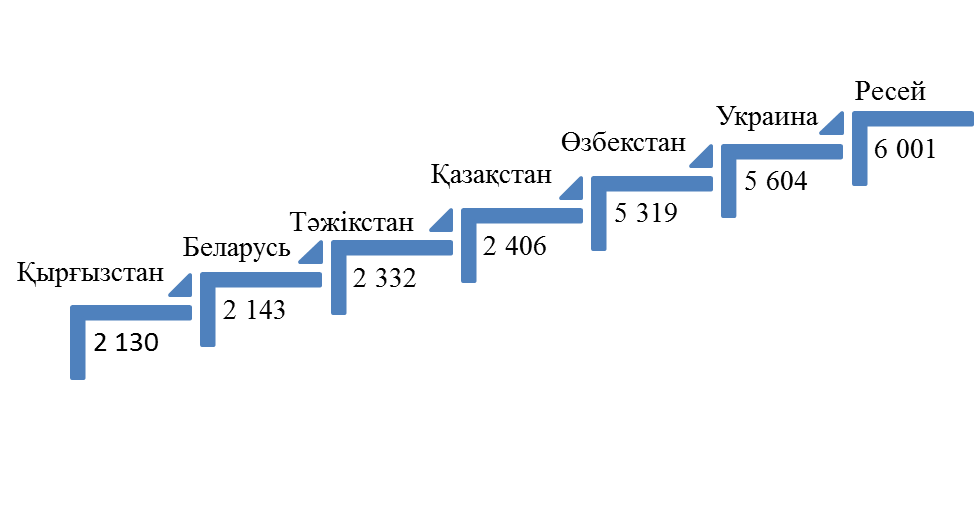 Қырғызстан
2 130
Беларусь
2 143
Тәжікстан
2 332
Қазақстан
2 406
Өзбекстан
5 319
Украина
5 604
Ресей
6 001